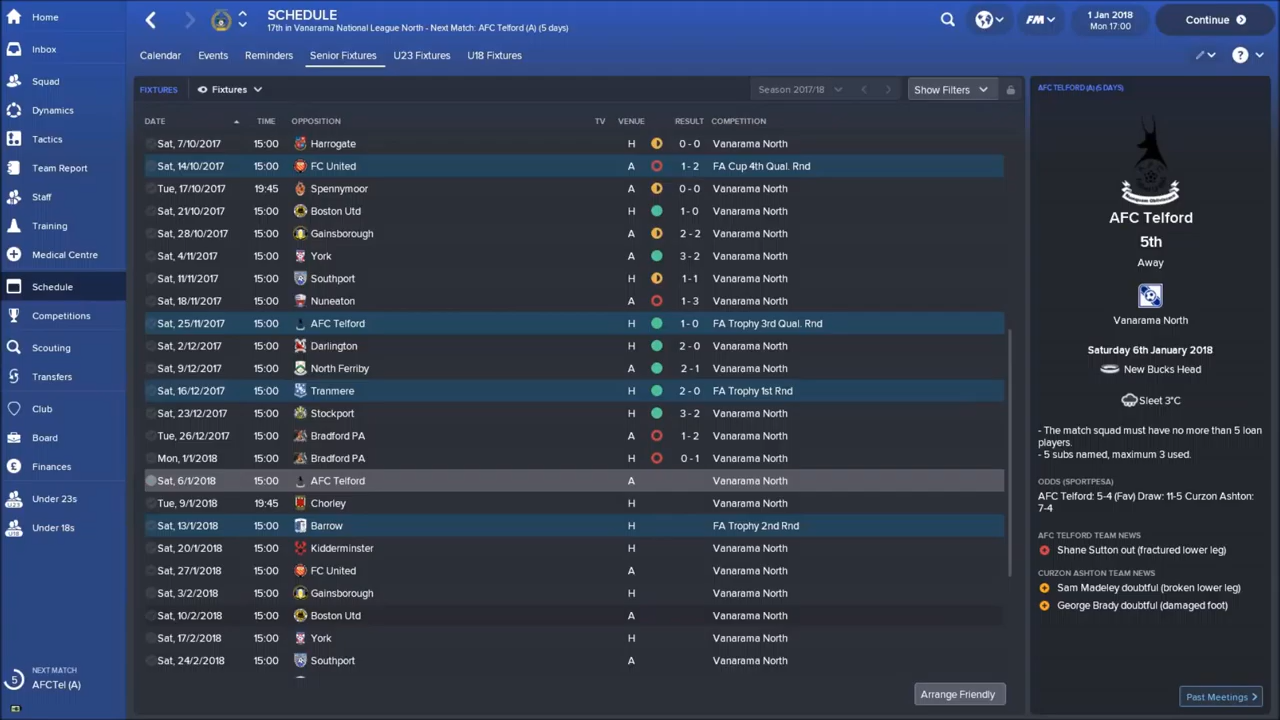 Home
Inbox
Squad
Dynamics
Tactics
Team Report
Staff
Training
Medical Centre
Schedule
Competitions
Scouting
Transfers
Club
Board
Finances
Under 23s
Under 18s
5 NEXT MATCH
AFCTel (A)
SCHEDULE
17th in Vanarama National League North - Next Match: AFC Telford (A) (5 days)
FM
1 Jan 2018
Mon 17:00
Continue
Calendar Events Reminders Senior Fixtures U23 Fixtures U18 Fixtures
?
FIXTURES Fixtures Season 2017/18 Show Filters
DATE TIME OPPOSITION TV VENUE RESULT COMPETITION
Sat, 7/10/2017 15:00 Harrogate H 0 - 0 Vanarama North
Sat, 14/10/2017 15:00 FC United A 1 - 2 FA Cup 4th Qual. Rnd
Tue, 17/10/2017 19:45 Spennymoor A 0 - 0 Vanarama North
Sat, 21/10/2017 15:00 Boston Utd H 1 - 0 Vanarama North
Sat, 28/10/2017 15:00 Gainsborough A 2 - 2 Vanarama North
Sat, 4/11/2017 15:00 York A 3 - 2 Vanarama North
Sat, 11/11/2017 15:00 Southport H 1 - 1 Vanarama North
Sat, 18/11/2017 15:00 Nuneaton A 1 - 3 Vanarama North
Sat, 25/11/2017 15:00 AFC Telford H 1 - 0 FA Trophy 3rd Qual. Rnd
Sat, 2/12/2017 15:00 Darlington H 2 - 0 Vanarama North
Sat, 9/12/2017 15:00 North Ferriby A 2 - 1 Vanarama North
Sat, 16/12/2017 15:00 Tranmere H 2 - 0 FA Trophy 1st Rnd
Sat, 23/12/2017 15:00 Stockport H 3 - 2 Vanarama North
Tue, 26/12/2017 15:00 Bradford PA A 1 - 2 Vanarama North
Mon, 1/1/2018 15:00 Bradford PA H 0 - 1 Vanarama North
Sat, 6/1/2018 15:00 AFC Telford A Vanarama North
Tue, 9/1/2018 19:45 Chorley H Vanarama North
Sat, 13/1/2018 15:00 Barrow H FA Trophy 2nd Rnd
Sat, 20/1/2018 15:00 Kidderminster H Vanarama North
Sat, 27/1/2018 15:00 FC United A Vanarama North
Sat, 3/2/2018 15:00 Gainsborough H Vanarama North
Sat, 10/2/2018 15:00 Boston Utd A Vanarama North
Sat, 17/2/2018 15:00 York H Vanarama North
Sat, 24/2/2018 15:00 Southport A Vanarama North
Arrange Friendly
AFC TELFORD (A) (5 DAYS)
AFC Telford
5th
Away
Vanarama North
Saturday 6th January 2018
New Bucks Head
Sleet 3°C
- The match squad must have no more than 5 loan
players.
- 5 subs named, maximum 3 used.
ODDS (SPORTPESA)
AFC Telford: 5-4 (Fav) Draw: 11-5 Curzon Ashton:
7-4
AFC TELFORD TEAM NEWS
Shane Sutton out (fractured lower leg)
CURZON ASHTON TEAM NEWS
Sam Madeley doubtful (broken lower leg)
George Brady doubtful (damaged foot)
Past Meetings